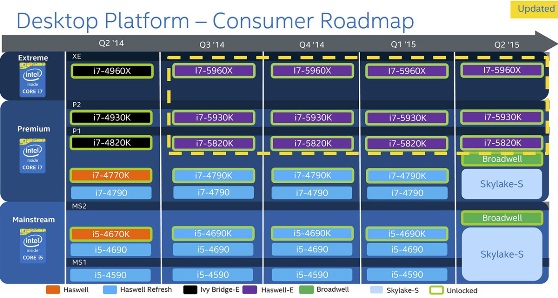 Desktop Platform – Consumer Roadmap
Updated
Q2 '14 Q3 '14 Q4 '14 Q1 '15 Q2 '15
Extreme
XE
intel
inside
CORE i7
i7-4960X i7-5960X i7-5960X i7-5960X i7-5960X
Premium
P2
intel
inside
CORE i7
i7-4930K i7-5930K i7-5930K i7-5930K i7-5930K
P1
i7-4820K i7-5820K i7-5820K i7-5820K i7-5820K
Broadwell
i7-4770K i7-4790K i7-4790K i7-4790K Skylake-S
i7-4790 i7-4790 i7-4790 i7-4790
Mainstream
MS2
intel
inside
CORE i5
Broadwell
i5-4670K i5-4690K i5-4690K i5-4690K
i5-4690 i5-4690 i5-4690 i5-4690 Skylake-S
MS1
i5-4590 i5-4590 i5-4590 i5-4590
Haswell Haswell Refresh Ivy Bridge-E Haswell-E Broadwell Skylake-S Unlocked